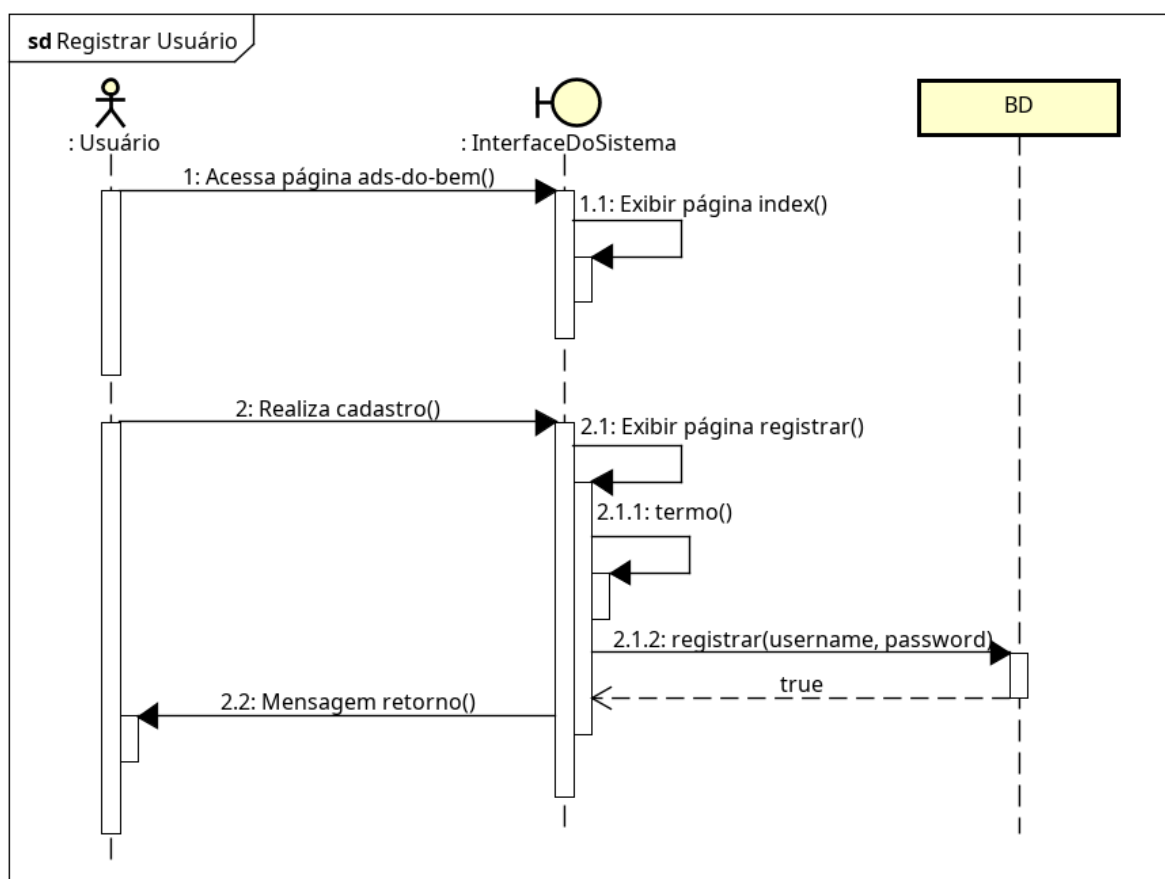 sd Registrar Usuário
: Usuário
: InterfaceDoSistema
BD
1: Acessa página ads-do-bem()
1.1: Exibir página index()
2: Realiza cadastro()
2.1: Exibir página registrar()
2.1.1: termo()
2.1.2: registrar(username, password)
true
2.2: Mensagem retorno()